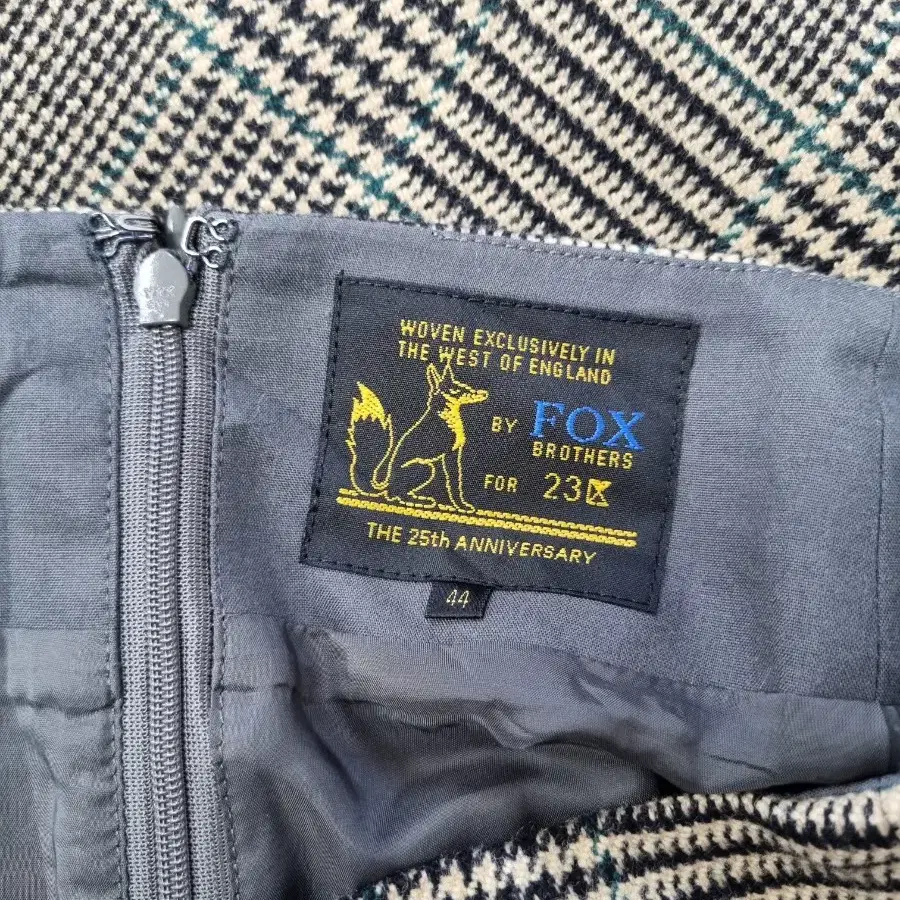 WOVEN EXCLUSIVELY IN
THE WEST OF ENGLAND
BY FOX
BROTHERS
FOR 23区
THE 25th ANNIVERSARY
44